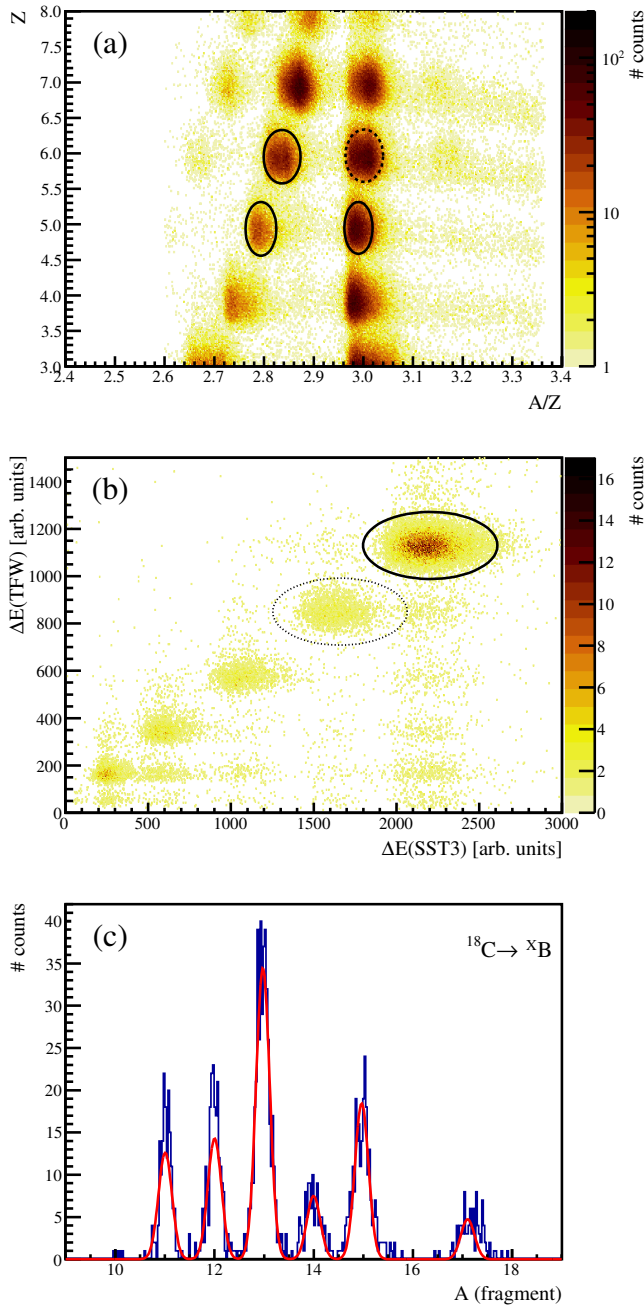 (a)
Z
8.0
7.5
7.0
6.5
6.0
5.5
5.0
4.5
4.0
3.5
3.0
2.4 2.5 2.6 2.7 2.8 2.9 3.0 3.1 3.2 3.3 3.4
A/Z
# counts
10²
10
1
(b)
ΔE(TFW) [arb. units]
1400
1200
1000
800
600
400
200
0
0 500 1000 1500 2000 2500 3000
ΔE(SST3) [arb. units]
# counts
16
14
12
10
8
6
4
2
0
(c)
¹⁸C→ ᵡB
# counts
40
35
30
25
20
15
10
5
0
10 12 14 16 18
A (fragment)